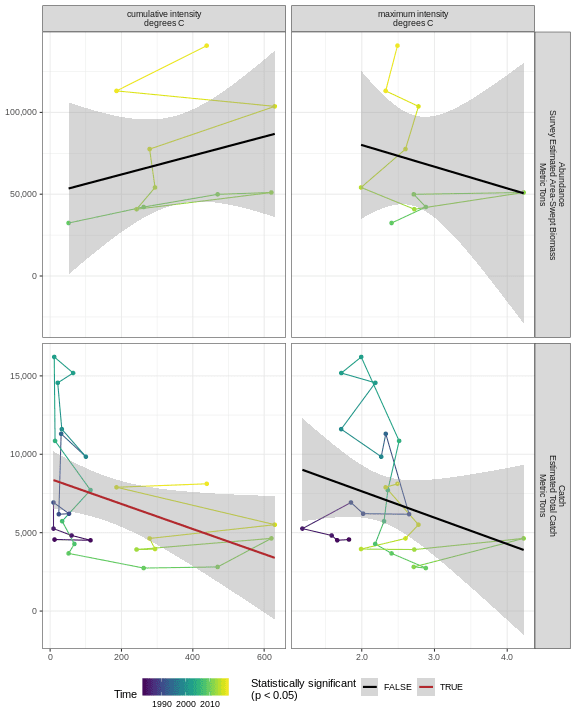 cumulative intensity
degrees C
maximum intensity
degrees C
100,000
50,000
0
Abundance
Survey Estimated Area-Swept Biomass
Metric Tons
15,000
10,000
5,000
0
Catch
Estimated Total Catch
Metric Tons
0 200 400 600
2.0 3.0 4.0
Time
1990 2000 2010
Statistically significant
(p < 0.05)
FALSE
TRUE